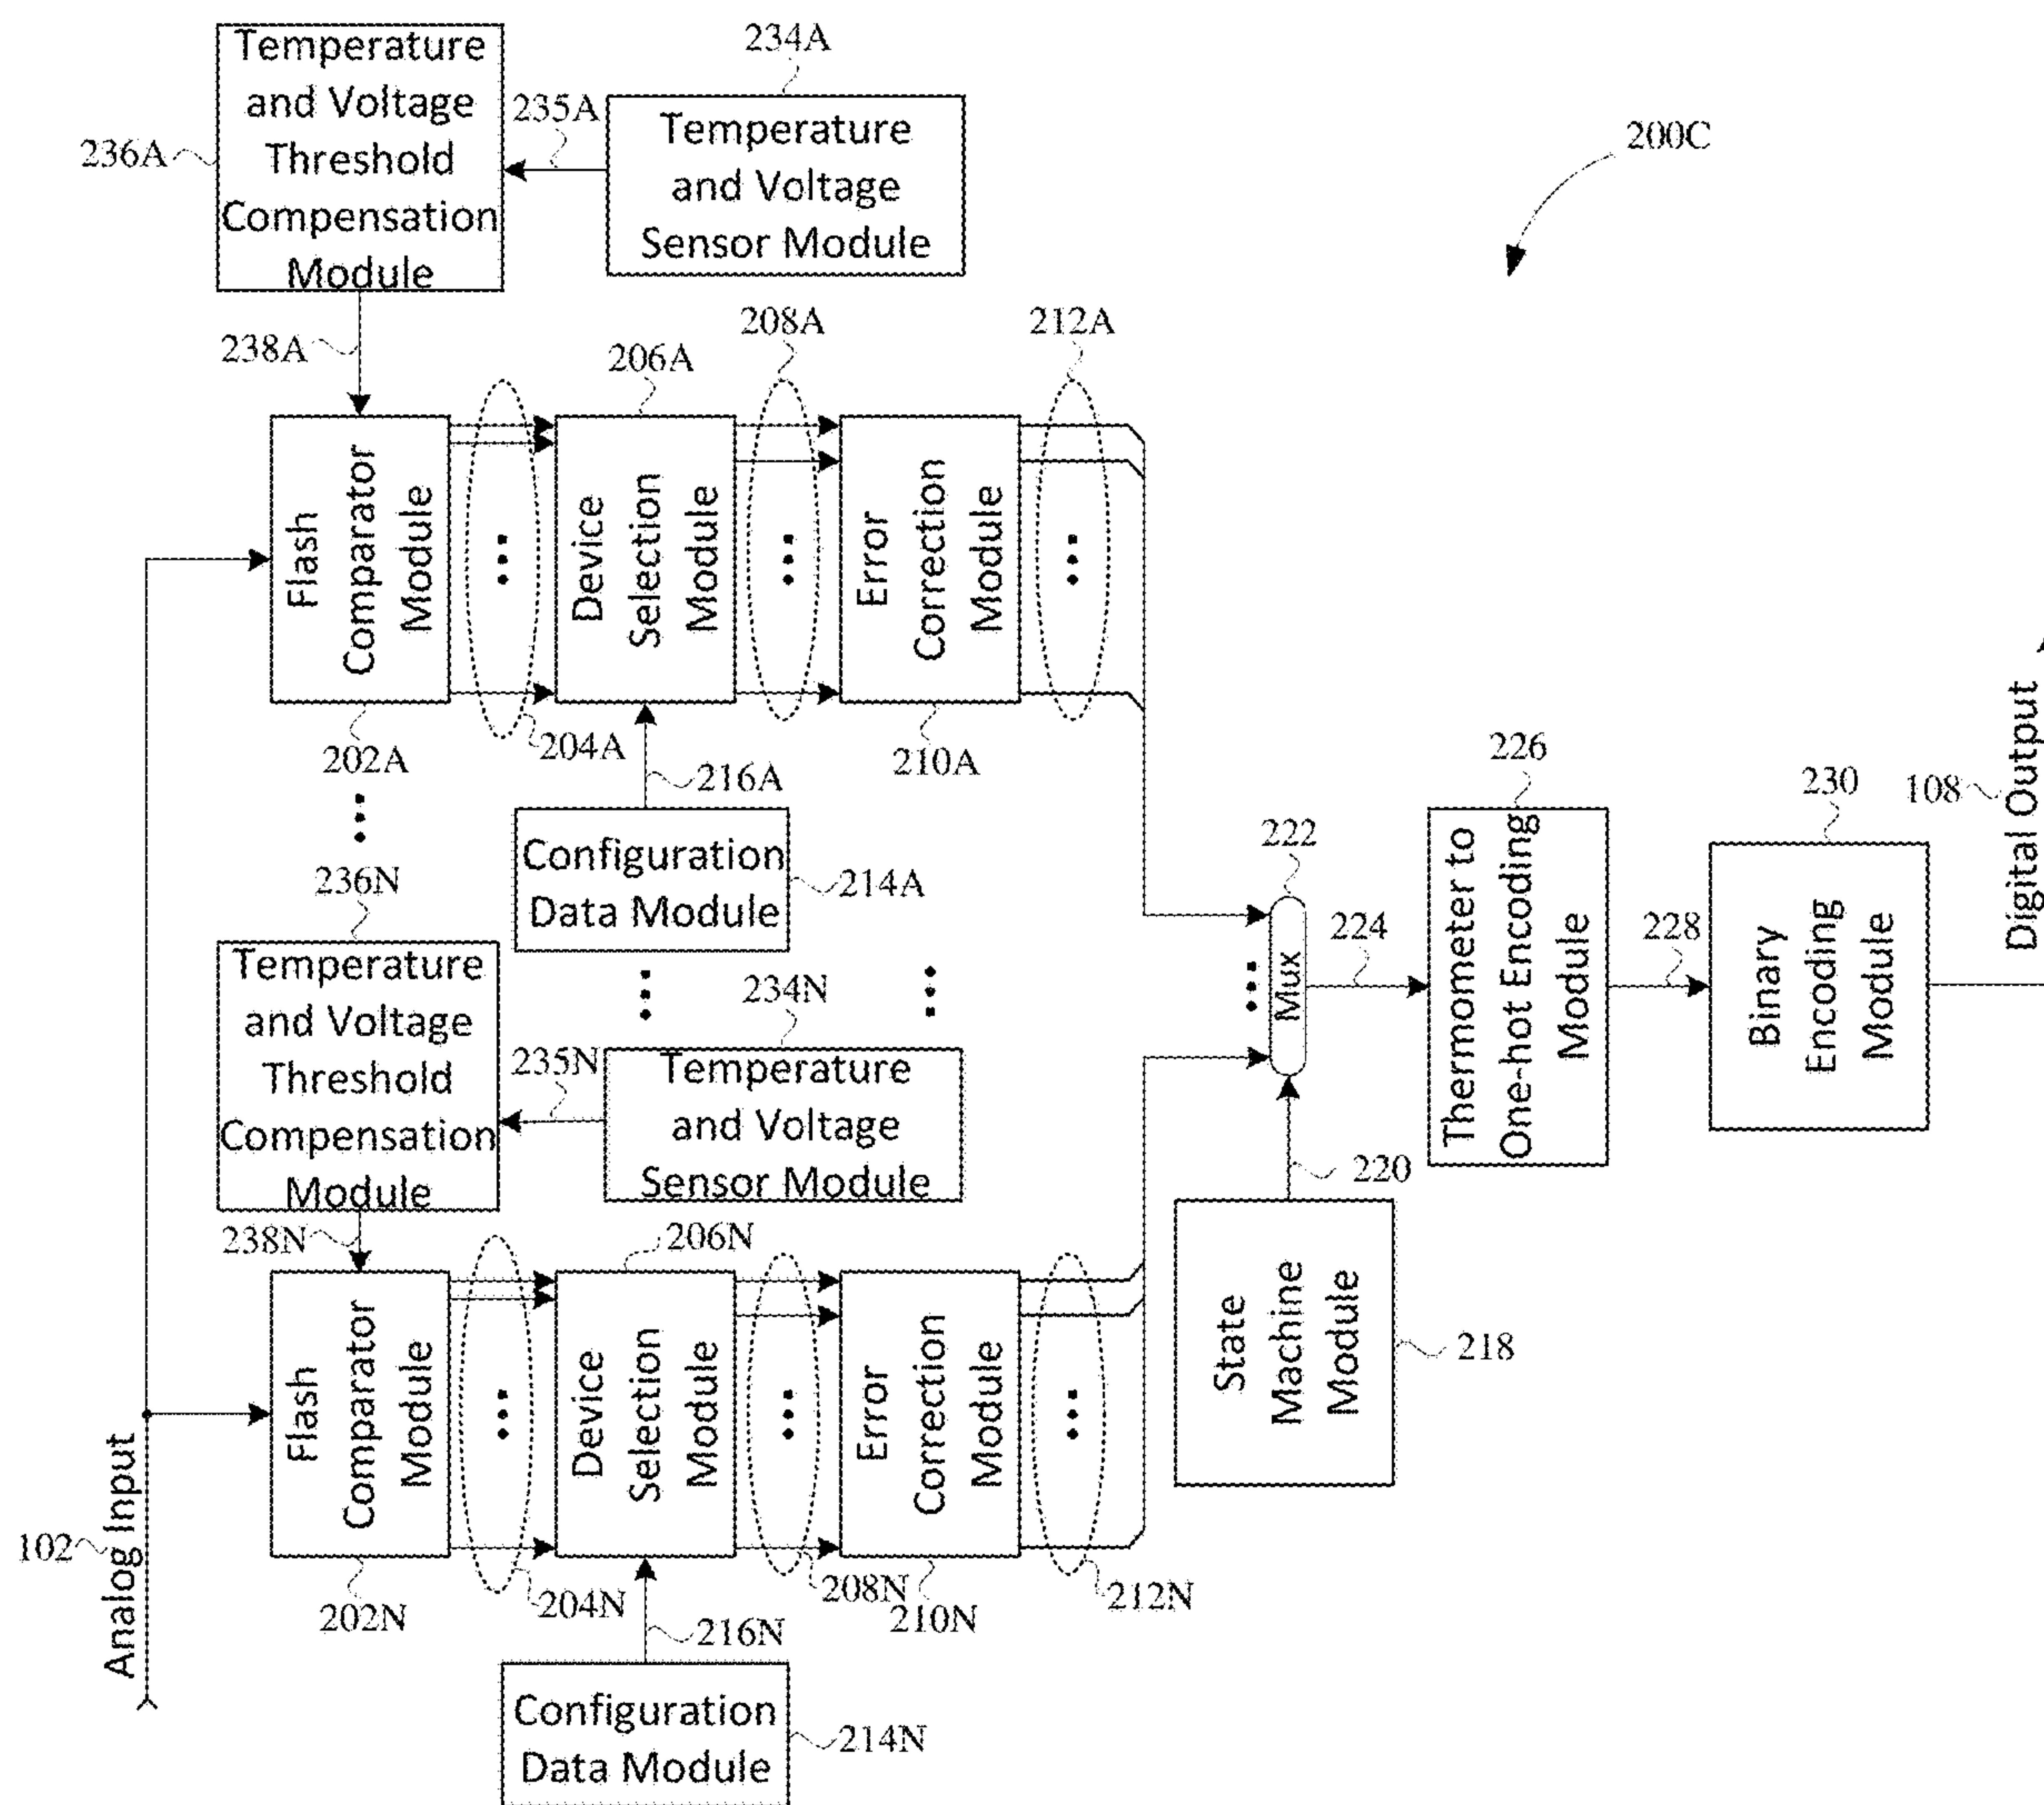 Temperature
and Voltage
Threshold
Compensation
Module
236A
235A
234A
Temperature
and Voltage
Sensor Module
200C
238A
208A
212A
206A
Flash
Comparator
Module
Device
Selection
Module
Error
Correction
Module
202A
204A
210A
216A
Configuration
Data Module
214A
236N
Temperature
and Voltage
Threshold
Compensation
Module
235N
234N
Temperature
and Voltage
Sensor Module
222
Mux
224
226
Thermometer to
One-hot Encoding
Module
228
230
Binary
Encoding
Module
108
Digital Output
220
State
Machine
Module
218
238N
206N
Flash
Comparator
Module
Device
Selection
Module
Error
Correction
Module
102
Analog Input
202N
204N
208N
210N
212N
216N
Configuration
Data Module
214N